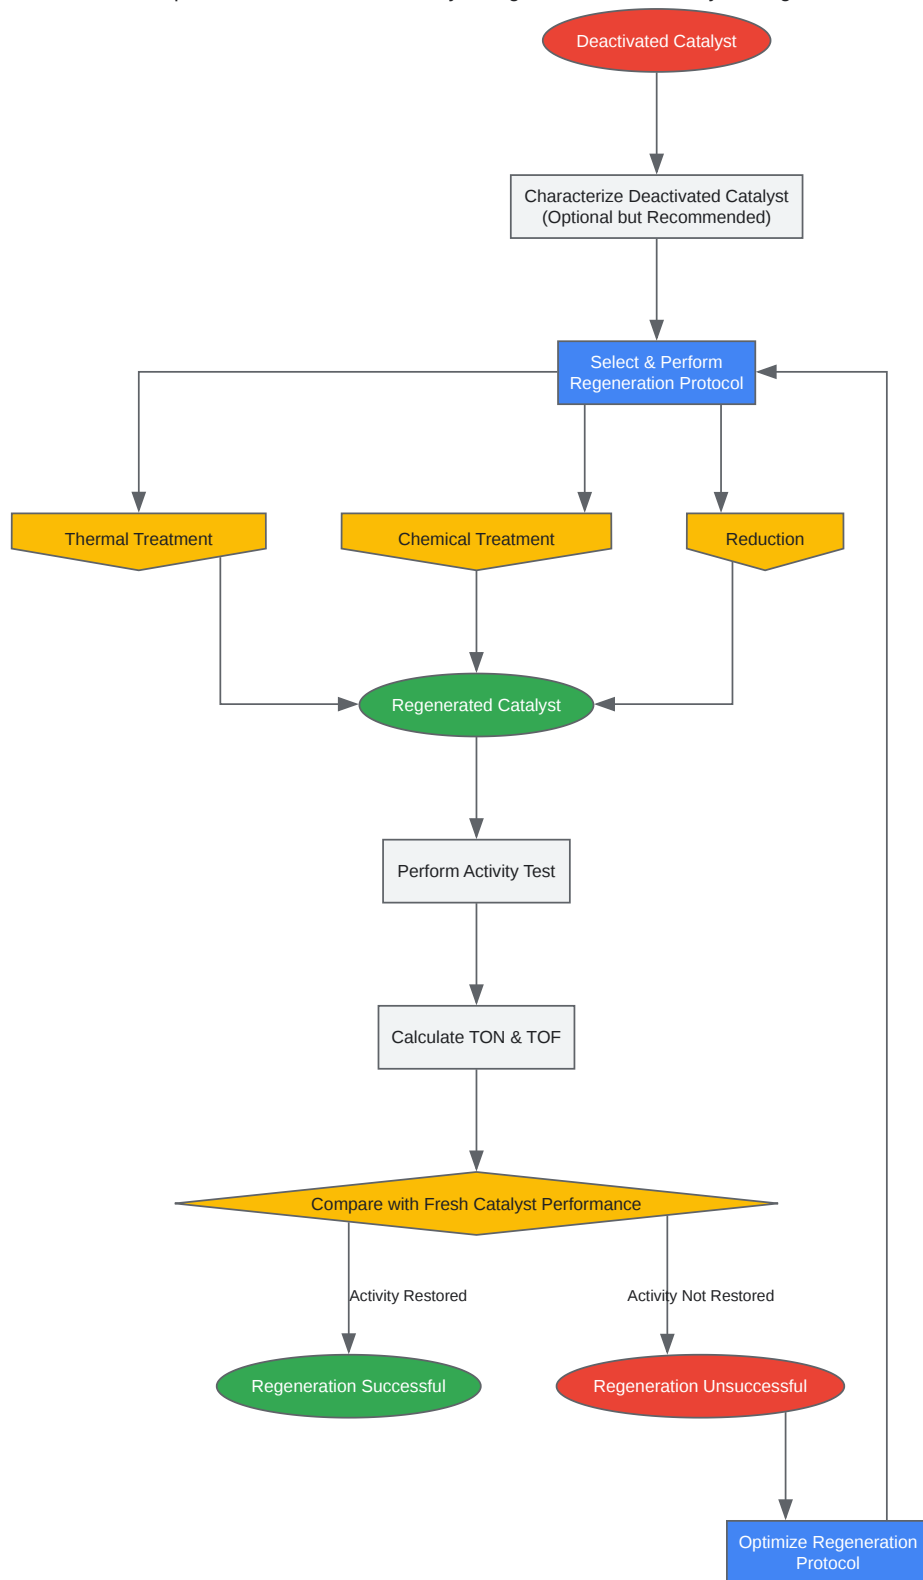 Deactivated Catalyst
Characterize Deactivated Catalyst
(Optional but Recommended)
Select & Perform
Regeneration Protocol
Thermal Treatment
Chemical Treatment
Reduction
Regenerated Catalyst
Perform Activity Test
Calculate TON & TOF
Compare with Fresh Catalyst Performance
Activity Restored
Activity Not Restored
Regeneration Successful
Regeneration Unsuccessful
Optimize Regeneration
Protocol